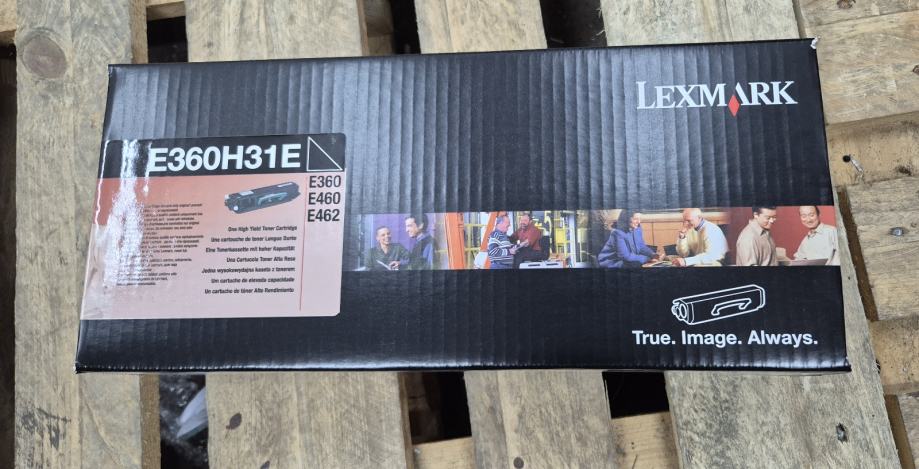 LEXMARK
E360H31E
E360
E460
E462
One High Yield Toner Cartridge
Une cartouche de toner Longue Durée
Eine Tonerkassette mit hoher Kapazität
Una Cartuccia Toner Alta Resa
Jedna wysokowydajna kaseta z tonerem
Um cartucho de elevada capacidade
Un cartucho de tóner Alto Rendimiento
True. Image. Always.